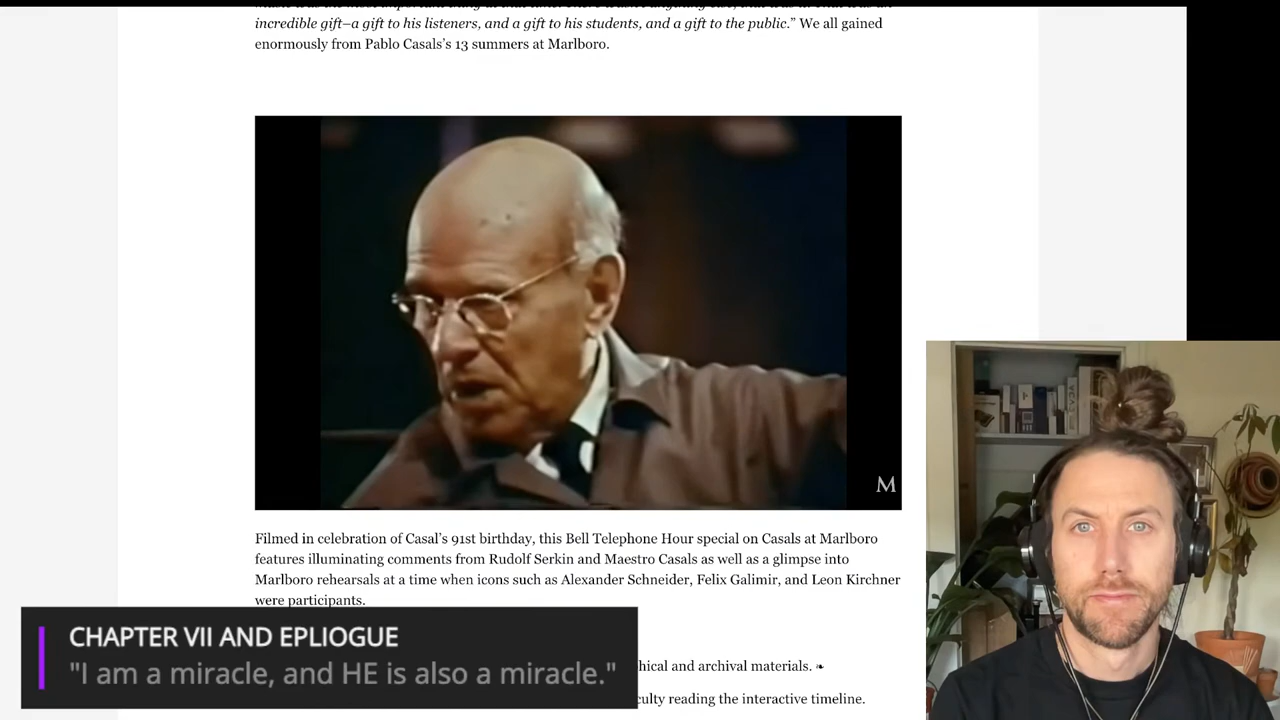 incredible gift–a gift to his listeners, and a gift to his students, and a gift to the public.” We all gained
enormously from Pablo Casals’s 13 summers at Marlboro.
M
Filmed in celebration of Casal’s 91st birthday, this Bell Telephone Hour special on Casals at Marlboro
features illuminating comments from Rudolf Serkin and Maestro Casals as well as a glimpse into
Marlboro rehearsals at a time when icons such as Alexander Schneider, Felix Galimir, and Leon Kirchner
were participants.
CHAPTER VII AND EPLIOGUE
"I am a miracle, and HE is also a miracle."
hical and archival materials. ❧
culty reading the interactive timeline.